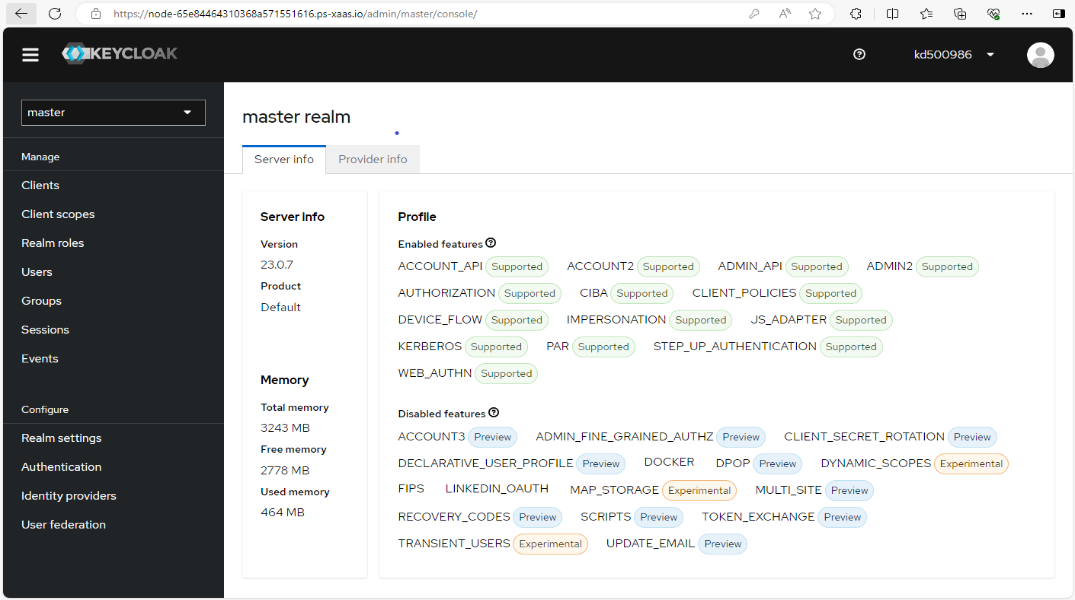 https://node-65e84464310368a571551616.ps-xaas.io/admin/master/console/
KEYCLOAK
kd500986
master
Manage
Clients
Client scopes
Realm roles
Users
Groups
Sessions
Events
Configure
Realm settings
Authentication
Identity providers
User federation
master realm
Server info Provider info
Server info
Version
23.0.7
Product
Default
Memory
Total memory
3243 MB
Free memory
2778 MB
Used memory
464 MB
Profile
Enabled features
ACCOUNT_API Supported ACCOUNT2 Supported ADMIN_API Supported ADMIN2 Supported
AUTHORIZATION Supported CIBA Supported CLIENT_POLICIES Supported
DEVICE_FLOW Supported IMPERSONATION Supported JS_ADAPTER Supported
KERBEROS Supported PAR Supported STEP_UP_AUTHENTICATION Supported
WEB_AUTHN Supported
Disabled features
ACCOUNT3 Preview ADMIN_FINE_GRAINED_AUTHZ Preview CLIENT_SECRET_ROTATION Preview
DECLARATIVE_USER_PROFILE Preview DOCKER DPOP Preview DYNAMIC_SCOPES Experimental
FIPS LINKEDIN_OAUTH MAP_STORAGE Experimental MULTI_SITE Preview
RECOVERY_CODES Preview SCRIPTS Preview TOKEN_EXCHANGE Preview
TRANSIENT_USERS Experimental UPDATE_EMAIL Preview